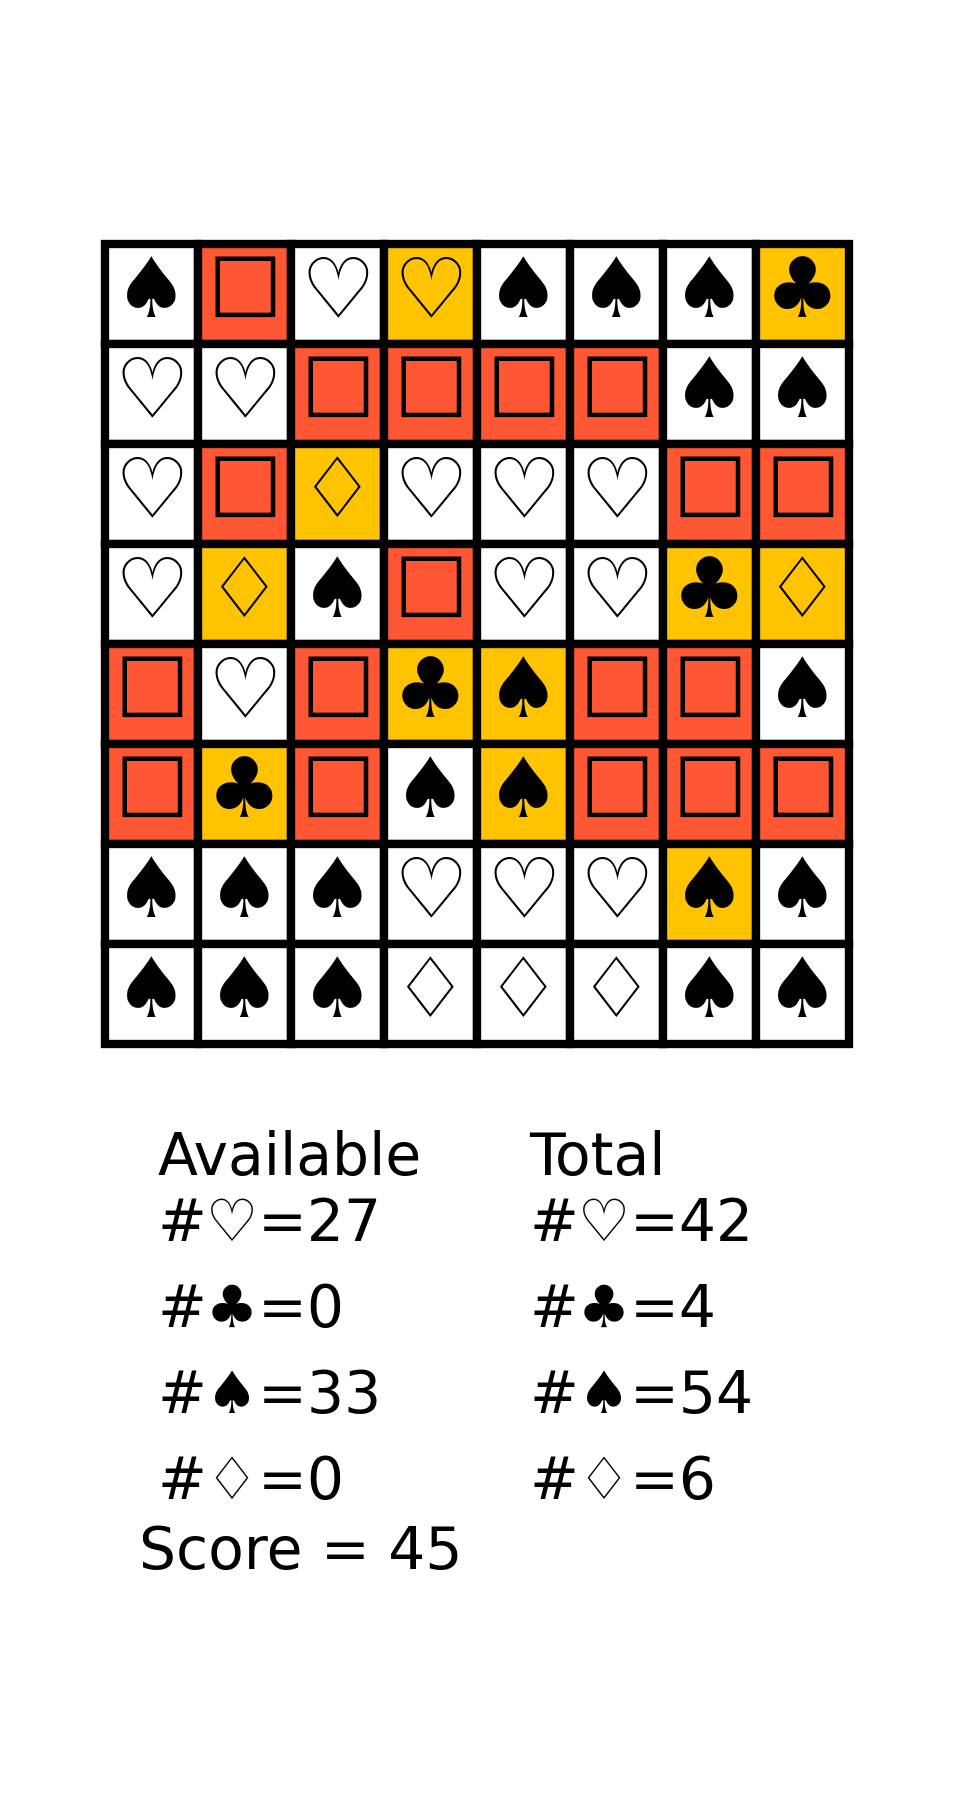 ♠ □ ♡ ♡ ♠ ♠ ♠ ♣
♡ ♡ □ □ □ □ ♠ ♠
♡ □ ♢ ♡ ♡ ♡ □ □
♡ ♢ ♠ □ ♡ ♡ ♣ ♢
□ ♡ □ ♣ ♠ □ □ ♠
□ ♣ □ ♠ ♠ □ □ □
♠ ♠ ♠ ♡ ♡ ♡ ♠ ♠
♠ ♠ ♠ ♢ ♢ ♢ ♠ ♠
Available Total
#♡=27 #♡=42
#♣=0 #♣=4
#♠=33 #♠=54
#♢=0 #♢=6
Score = 45